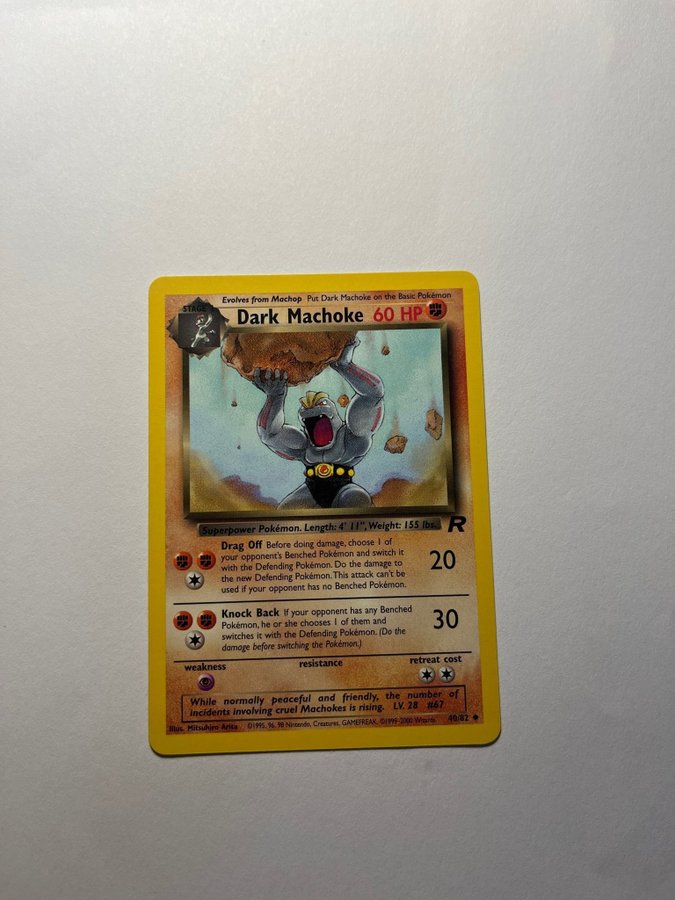 Evolves from Machop Put Dark Machoke on the Basic Pokémon
STAGE 1
Dark Machoke 60 HP
Superpower Pokémon. Length: 4' 11", Weight: 155 lbs.
R
Drag Off Before doing damage, choose 1 of
your opponent's Benched Pokémon and switch it
with the Defending Pokémon. Do the damage to
the new Defending Pokémon. This attack can't be
used if your opponent has no Benched Pokémon.
20
Knock Back If your opponent has any Benched
Pokémon, he or she chooses 1 of them and
switches it with the Defending Pokémon. (Do the
damage before switching the Pokémon.)
30
weakness resistance retreat cost
While normally peaceful and friendly, the number of
incidents involving cruel Machokes is rising. LV. 28 #67
Illus. Mitsuhiro Arita ©1995, 96, 98 Nintendo, Creatures, GAMEFREAK. ©1999-2000 Wizards. 40/82